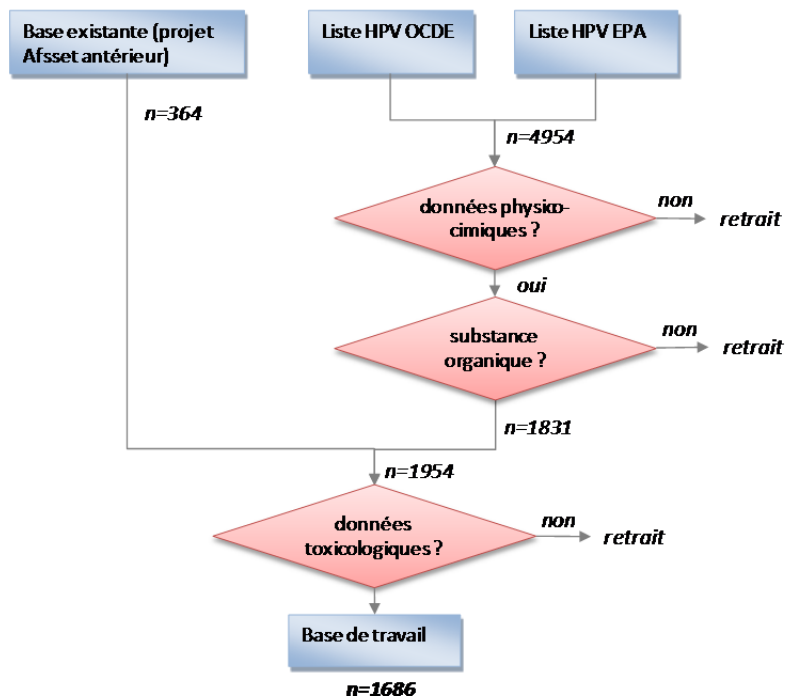 Base existante (projet
Afsset antérieur)
Liste HPV OCDE
Liste HPV EPA
n=364
n=4954
données physico-
cimiques ?
non
retrait
oui
substance
organique ?
non
retrait
n=1831
n=1954
données
toxicologiques ?
non
retrait
Base de travail
n=1686